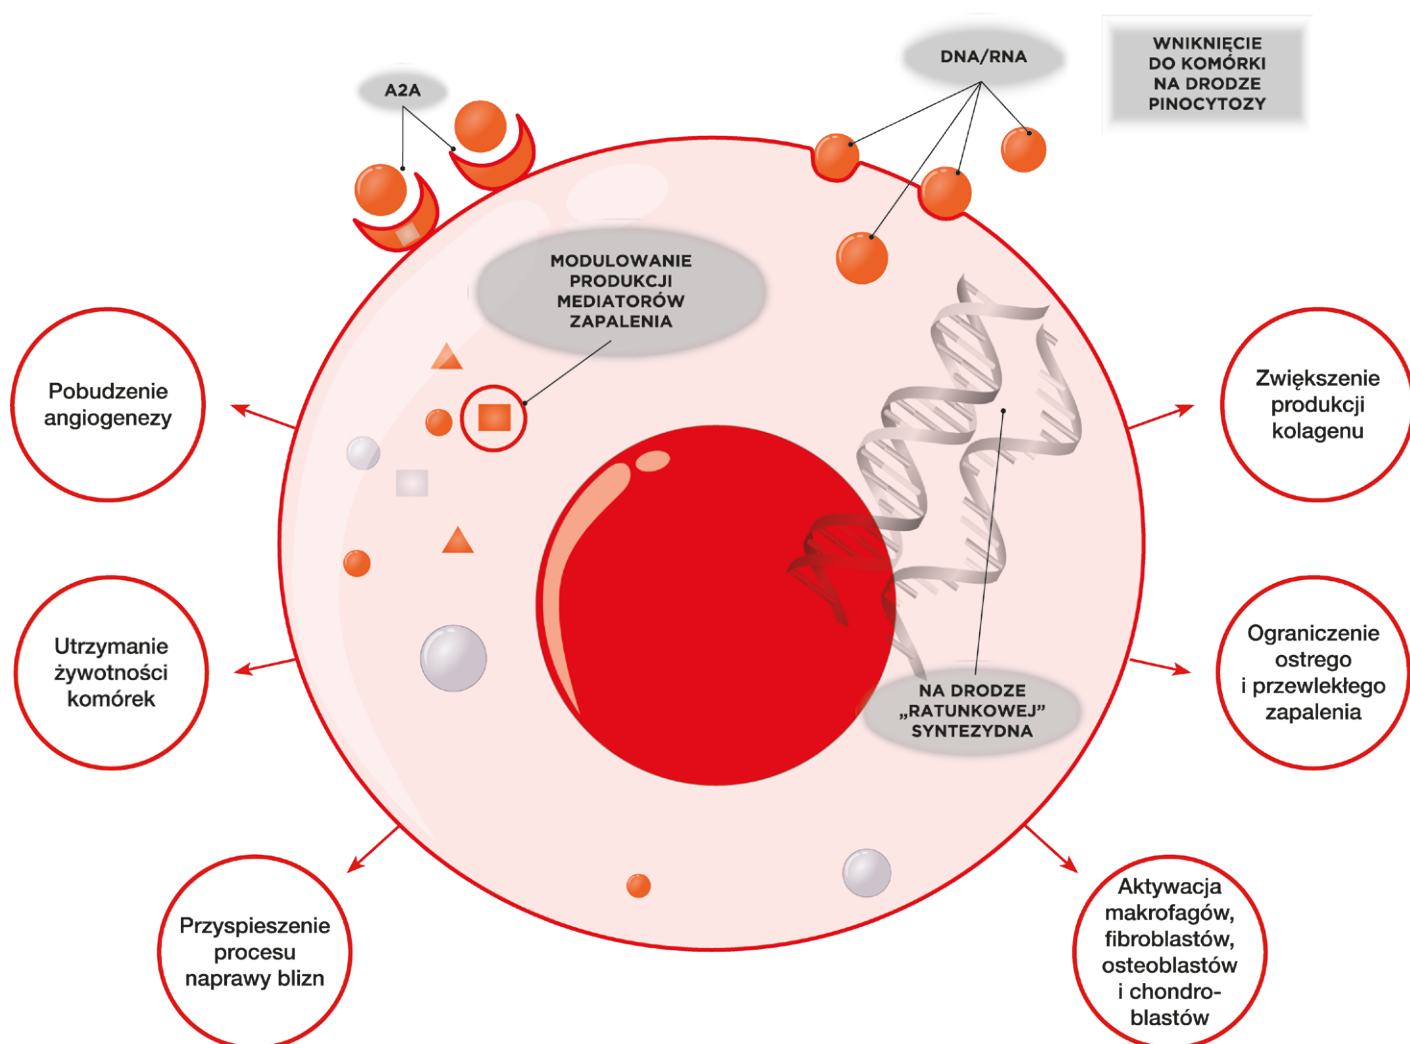 A2A
DNA/RNA
WNIKNIĘCIE
DO KOMÓRKI
NA DRODZE
PINOCYTOZY
MODULOWANIE
PRODUKCJI
MEDIATORÓW
ZAPALENIA
Pobudzenie
angiogenezy
Zwiększenie
produkcji
kolagenu
Utrzymanie
żywotności
komórek
Ograniczenie
ostrego
i przewlekłego
zapalenia
NA DRODZE
„RATUNKOWEJ”
SYNTEZYDNA
Przyspieszenie
procesu
naprawy blizn
Aktywacja
makrofagów,
fibroblastów,
osteoblastów
i chondro-
blastów